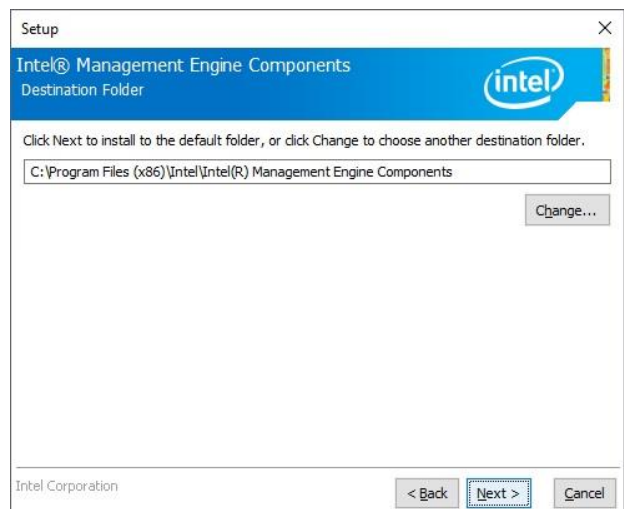 Setup
Intel® Management Engine Components
Destination Folder
intel
Click Next to install to the default folder, or click Change to choose another destination folder.
C:\Program Files (x86)\Intel\Intel(R) Management Engine Components
Change...
Intel Corporation
< Back Next > Cancel